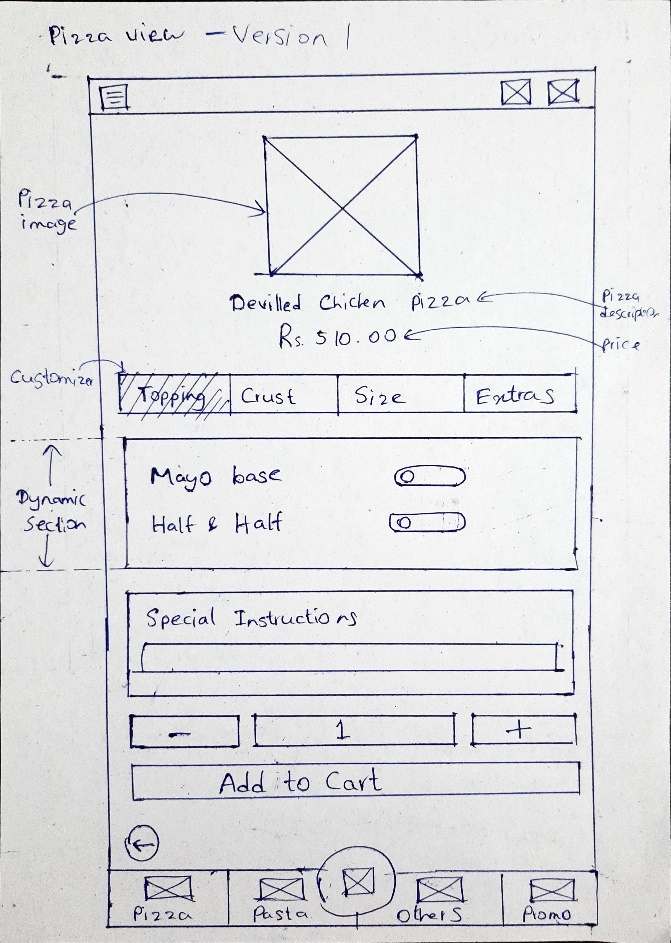 Pizza view - Version 1
Pizza
image
Devilled Chicken Pizza
Pizza
description
Rs. 510.00
Price
Customizer
Topping
Crust
Size
Extras
Dynamic
Section
Mayo base
Half & Half
Special Instructions
-
1
+
Add to Cart
Pizza
Pasta
Others
Promo